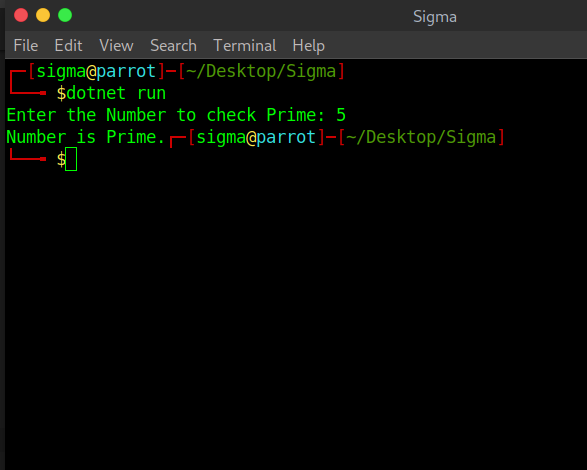 Sigma
File Edit View Search Terminal Help
┌─[sigma@parrot]─[~/Desktop/Sigma]
└──╼ $dotnet run
Enter the Number to check Prime: 5
Number is Prime.┌─[sigma@parrot]─[~/Desktop/Sigma]
└──╼ $